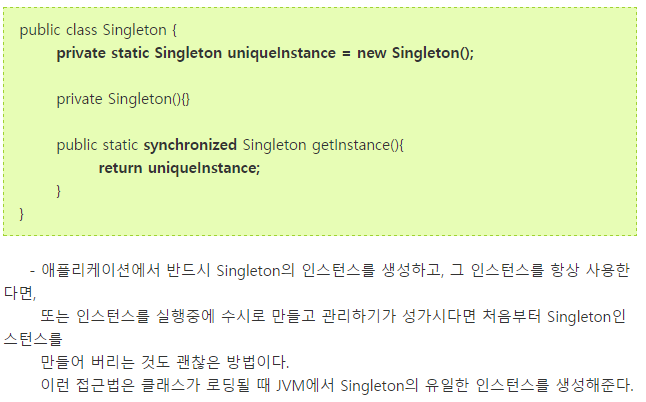 public class Singleton {
private static Singleton uniqueInstance = new Singleton();
private Singleton(){}
public static synchronized Singleton getInstance(){
return uniqueInstance;
}
}
- 애플리케이션에서 반드시 Singleton의 인스턴스를 생성하고, 그 인스턴스를 항상 사용한
다면,
또는 인스턴스를 실행중에 수시로 만들고 관리하기가 성가시다면 처음부터 Singleton인
스턴스를
만들어 버리는 것도 괜찮은 방법이다.
이런 접근법은 클래스가 로딩될 때 JVM에서 Singleton의 유일한 인스턴스를 생성해준다.